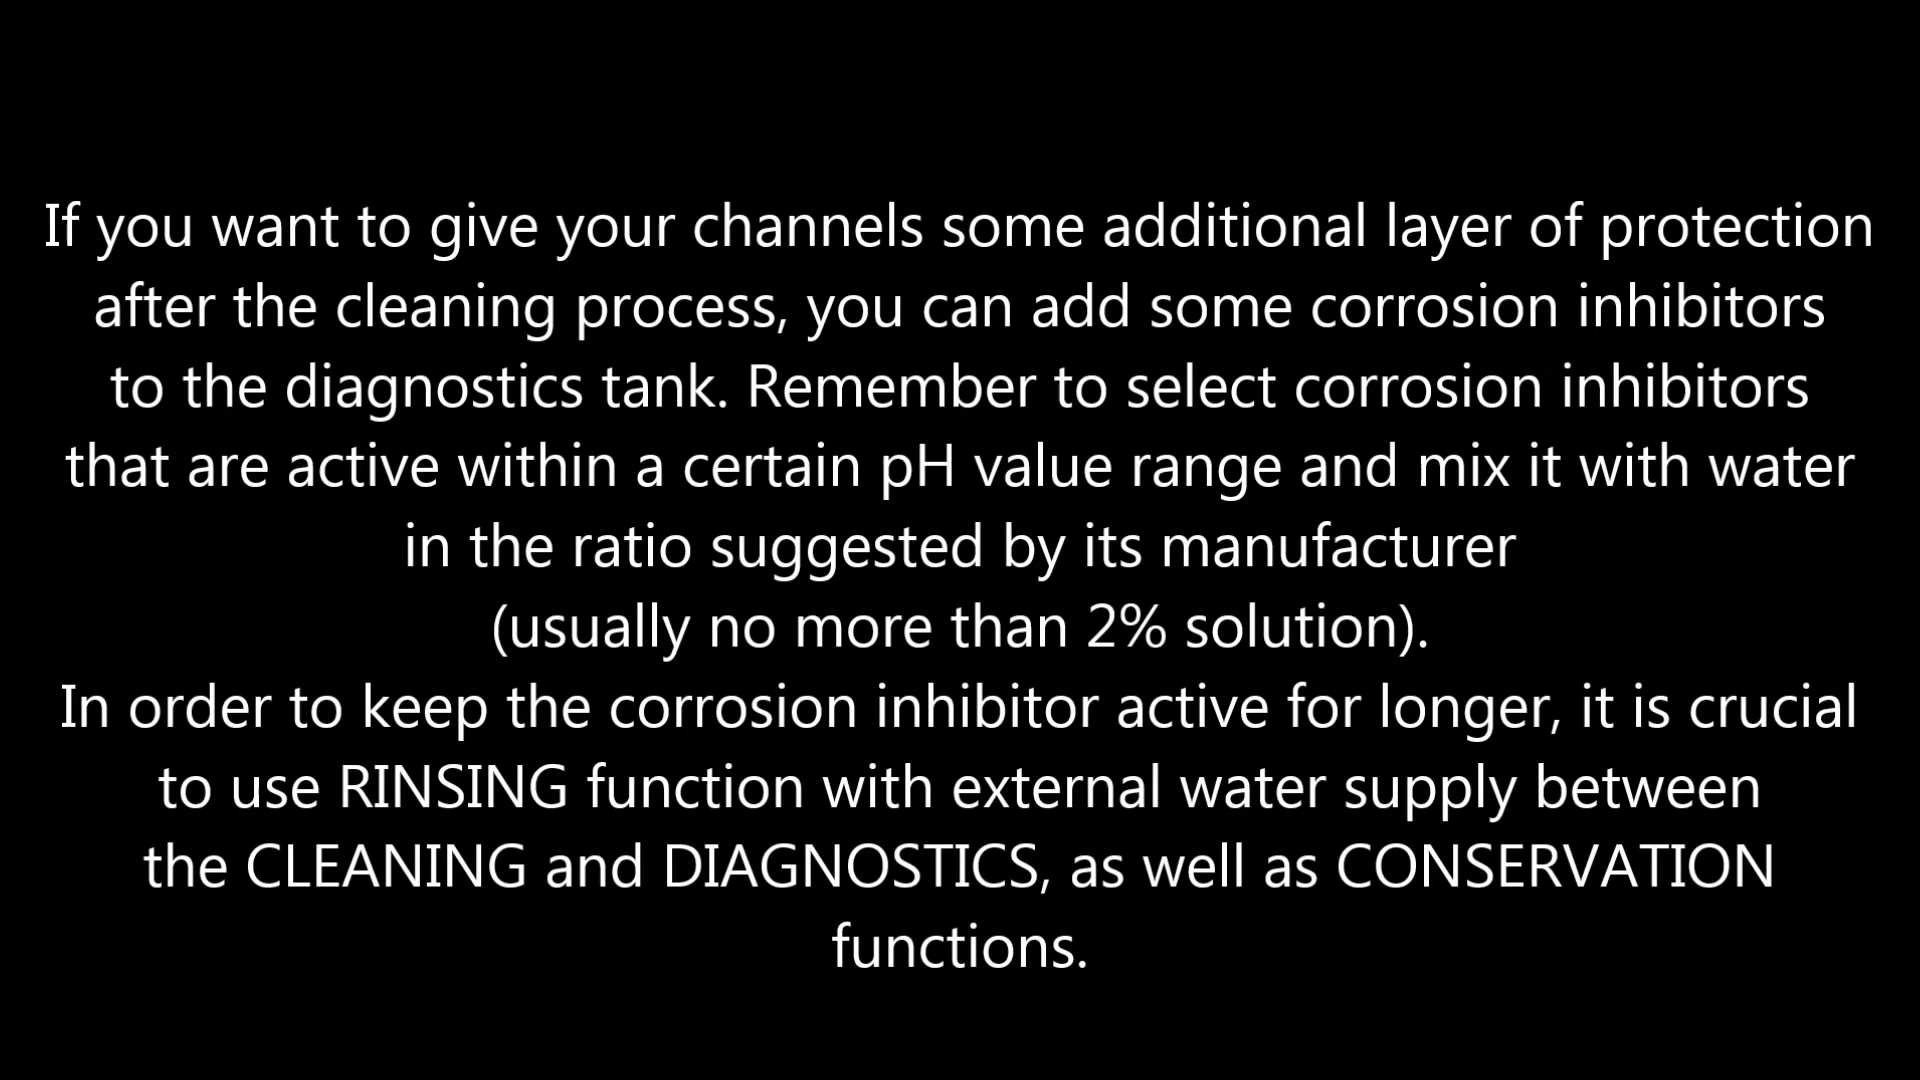 If you want to give your channels some additional layer of protection
after the cleaning process, you can add some corrosion inhibitors
to the diagnostics tank. Remember to select corrosion inhibitors
that are active within a certain pH value range and mix it with water
in the ratio suggested by its manufacturer
(usually no more than 2% solution).
In order to keep the corrosion inhibitor active for longer, it is crucial
to use RINSING function with external water supply between
the CLEANING and DIAGNOSTICS, as well as CONSERVATION
functions.